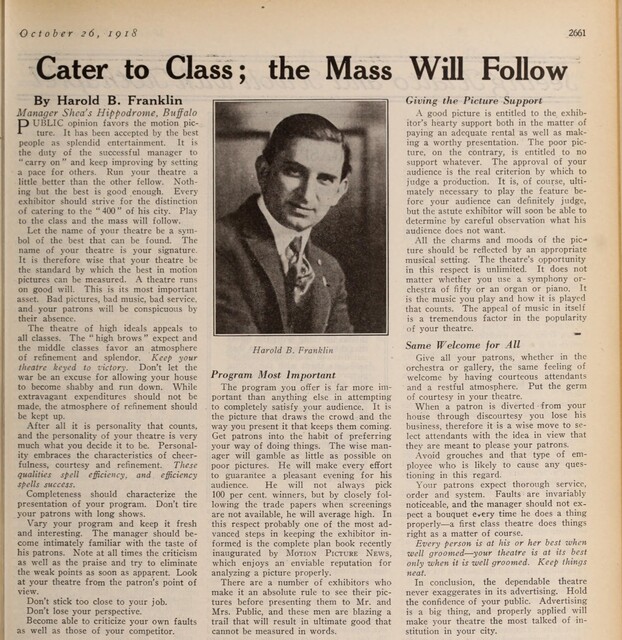 October 26, 1918
2661
Cater to Class; the Mass Will Follow
By Harold B. Franklin
Manager Shea's Hippodrome, Buffalo
PUBLIC opinion favors the motion pic-
ture. It has been accepted by the best
people as splendid entertainment. It is
the duty of the successful manager to
"carry on" and keep improving by setting
a pace for others. Run your theatre a
little better than the other fellow. Noth-
ing but the best is good enough. Every
exhibitor should strive for the distinction
of catering to the "400" of his city. Play
to the class and the mass will follow.
Let the name of your theatre be a sym-
bol of the best that can be found. The
name of your theatre is your signature.
It is therefore wise that your theatre be
the standard by which the best in motion
pictures can be measured. A theatre runs
on good will. This is its most important
asset. Bad pictures, bad music, bad service,
and your patrons will be conspicuous by
their absence.
The theatre of high ideals appeals to
all classes. The "high brows" expect and
the middle classes favor an atmosphere
of refinement and splendor. Keep your
theatre keyed to victory. Don't let the
war be an excuse for allowing your house
to become shabby and run down. While
extravagant expenditures should not be
made, the atmosphere of refinement should
be kept up.
After all it is personality that counts,
and the personality of your theatre is very
much what you decide it to be. Personal-
ity embraces the characteristics of cheer-
fulness, courtesy and refinement. These
qualities spell efficiency, and efficiency
spells success.
Completeness should characterize the
presentation of your program. Don't tire
your patrons with long shows.
Vary your program and keep it fresh
and interesting. The manager should be-
come intimately familiar with the taste of
his patrons. Note at all times the criticism
as well as the praise and try to eliminate
the weak points as soon as apparent. Look
at your theatre from the patron's point of
view.
Don't stick too close to your job.
Don't lose your perspective.
Become able to criticize your own faults
as well as those of your competitor.
Harold B. Franklin
Program Most Important
The program you offer is far more im-
portant than anything else in attempting
to completely satisfy your audience. It is
the picture that draws the crowd and the
way you present it that keeps them coming.
Get patrons into the habit of preferring
your way of doing things. The wise man-
ager will gamble as little as possible on
poor pictures. He will make every effort
to guarantee a pleasant evening for his
audience. He will not always pick
100 per cent. winners, but by closely fol-
lowing the trade papers when screenings
are not available, he will average high. In
this respect probably one of the most ad-
vanced steps in keeping the exhibitor in-
formed is the complete plan book recently
inaugurated by MOTION PICTURE NEWS,
which enjoys an enviable reputation for
analyzing a picture properly.
There are a number of exhibitors who
make it an absolute rule to see their pic-
tures before presenting them to Mr. and
Mrs. Public, and these men are blazing a
trail that will result in ultimate good that
cannot be measured in words.
Giving the Picture Support
A good picture is entitled to the exhib-
itor's hearty support both in the matter of
paying an adequate rental as well as mak-
ing a worthy presentation. The poor pic-
ture, on the contrary, is entitled to no
support whatever. The approval of your
audience is the real criterion by which to
judge a production. It is, of course, ulti-
mately necessary to play the feature be-
fore your audience can definitely judge,
but the astute exhibitor will soon be able to
determine by careful observation what his
audience does not want.
All the charms and moods of the pic-
ture should be reflected by an appropriate
musical setting. The theatre's opportunity
in this respect is unlimited. It does not
matter whether you use a symphony or-
chestra of fifty or an organ or piano. It
is the music you play and how it is played
that counts. The appeal of music in itself
is a tremendous factor in the popularity
of your theatre.
Same Welcome for All
Give all your patrons, whether in the
orchestra or gallery, the same feeling of
welcome by having courteous attendants
and a restful atmosphere. Put the germ
of courtesy in your theatre.
When a patron is diverted from your
house through discourtesy you lose his
business, therefore it is a wise move to se-
lect attendants with the idea in view that
they are meant to please your patrons.
Avoid grouches and that type of em-
ployee who is likely to cause any ques-
tioning in this regard.
Your patrons expect thorough service,
order and system. Faults are invariably
noticeable, and the manager should not ex-
pect a bouquet every time he does a thing
properly—a first class theatre does things
right as a matter of course.
Every person is at his or her best when
well groomed—your theatre is at its best
only when it is well groomed. Keep things
neat.
In conclusion, the dependable theatre
never exaggerates in its advertising. Hold
the confidence of your public. Advertising
is a big thing, and properly applied will
make your theatre the most talked of in-
stitution in your city.